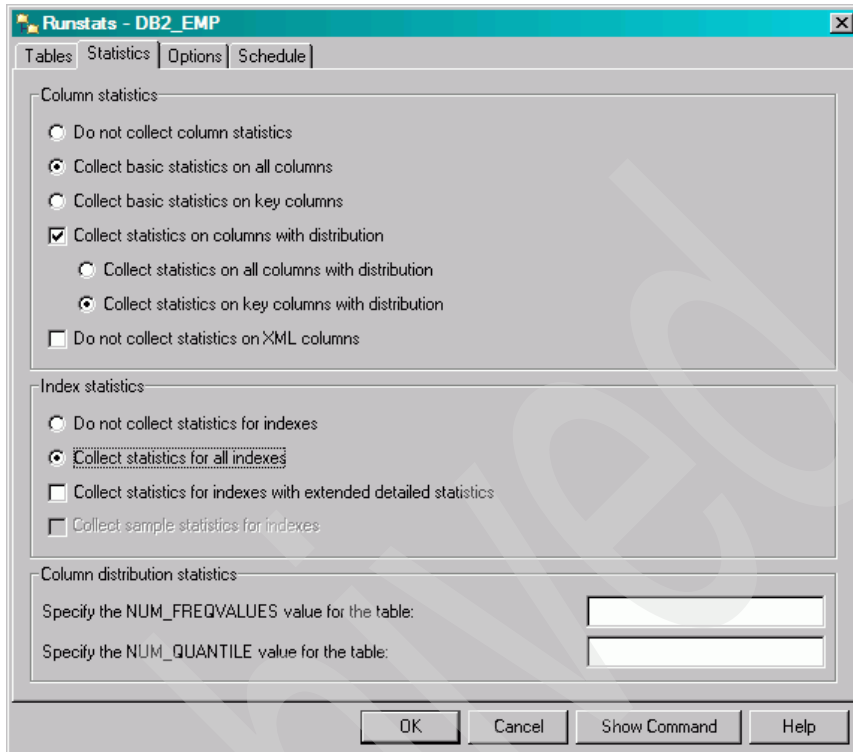 Runstats - DB2_EMP
Tables Statistics Options Schedule
Column statistics
Do not collect column statistics
Collect basic statistics on all columns
Collect basic statistics on key columns
Collect statistics on columns with distribution
Collect statistics on all columns with distribution
Collect statistics on key columns with distribution
Do not collect statistics on XML columns
Index statistics
Do not collect statistics for indexes
Collect statistics for all indexes
Collect statistics for indexes with extended detailed statistics
Collect sample statistics for indexes
Column distribution statistics
Specify the NUM_FREQVALUES value for the table:
Specify the NUM_QUANTILE value for the table:
OK Cancel Show Command Help